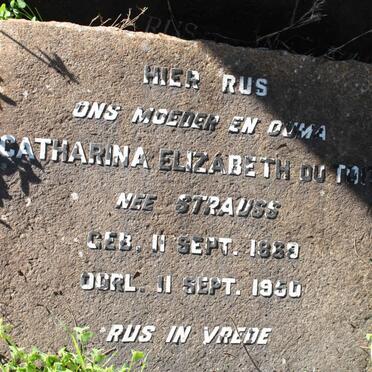 HIER RUS
ONS MOEDER EN OUMA
CATHARINA ELIZABETH DU
NEE STRAUSS
GEB. 11 SEPT. 1889
OORL. 11 SEPT. 1950
RUS IN VREDE